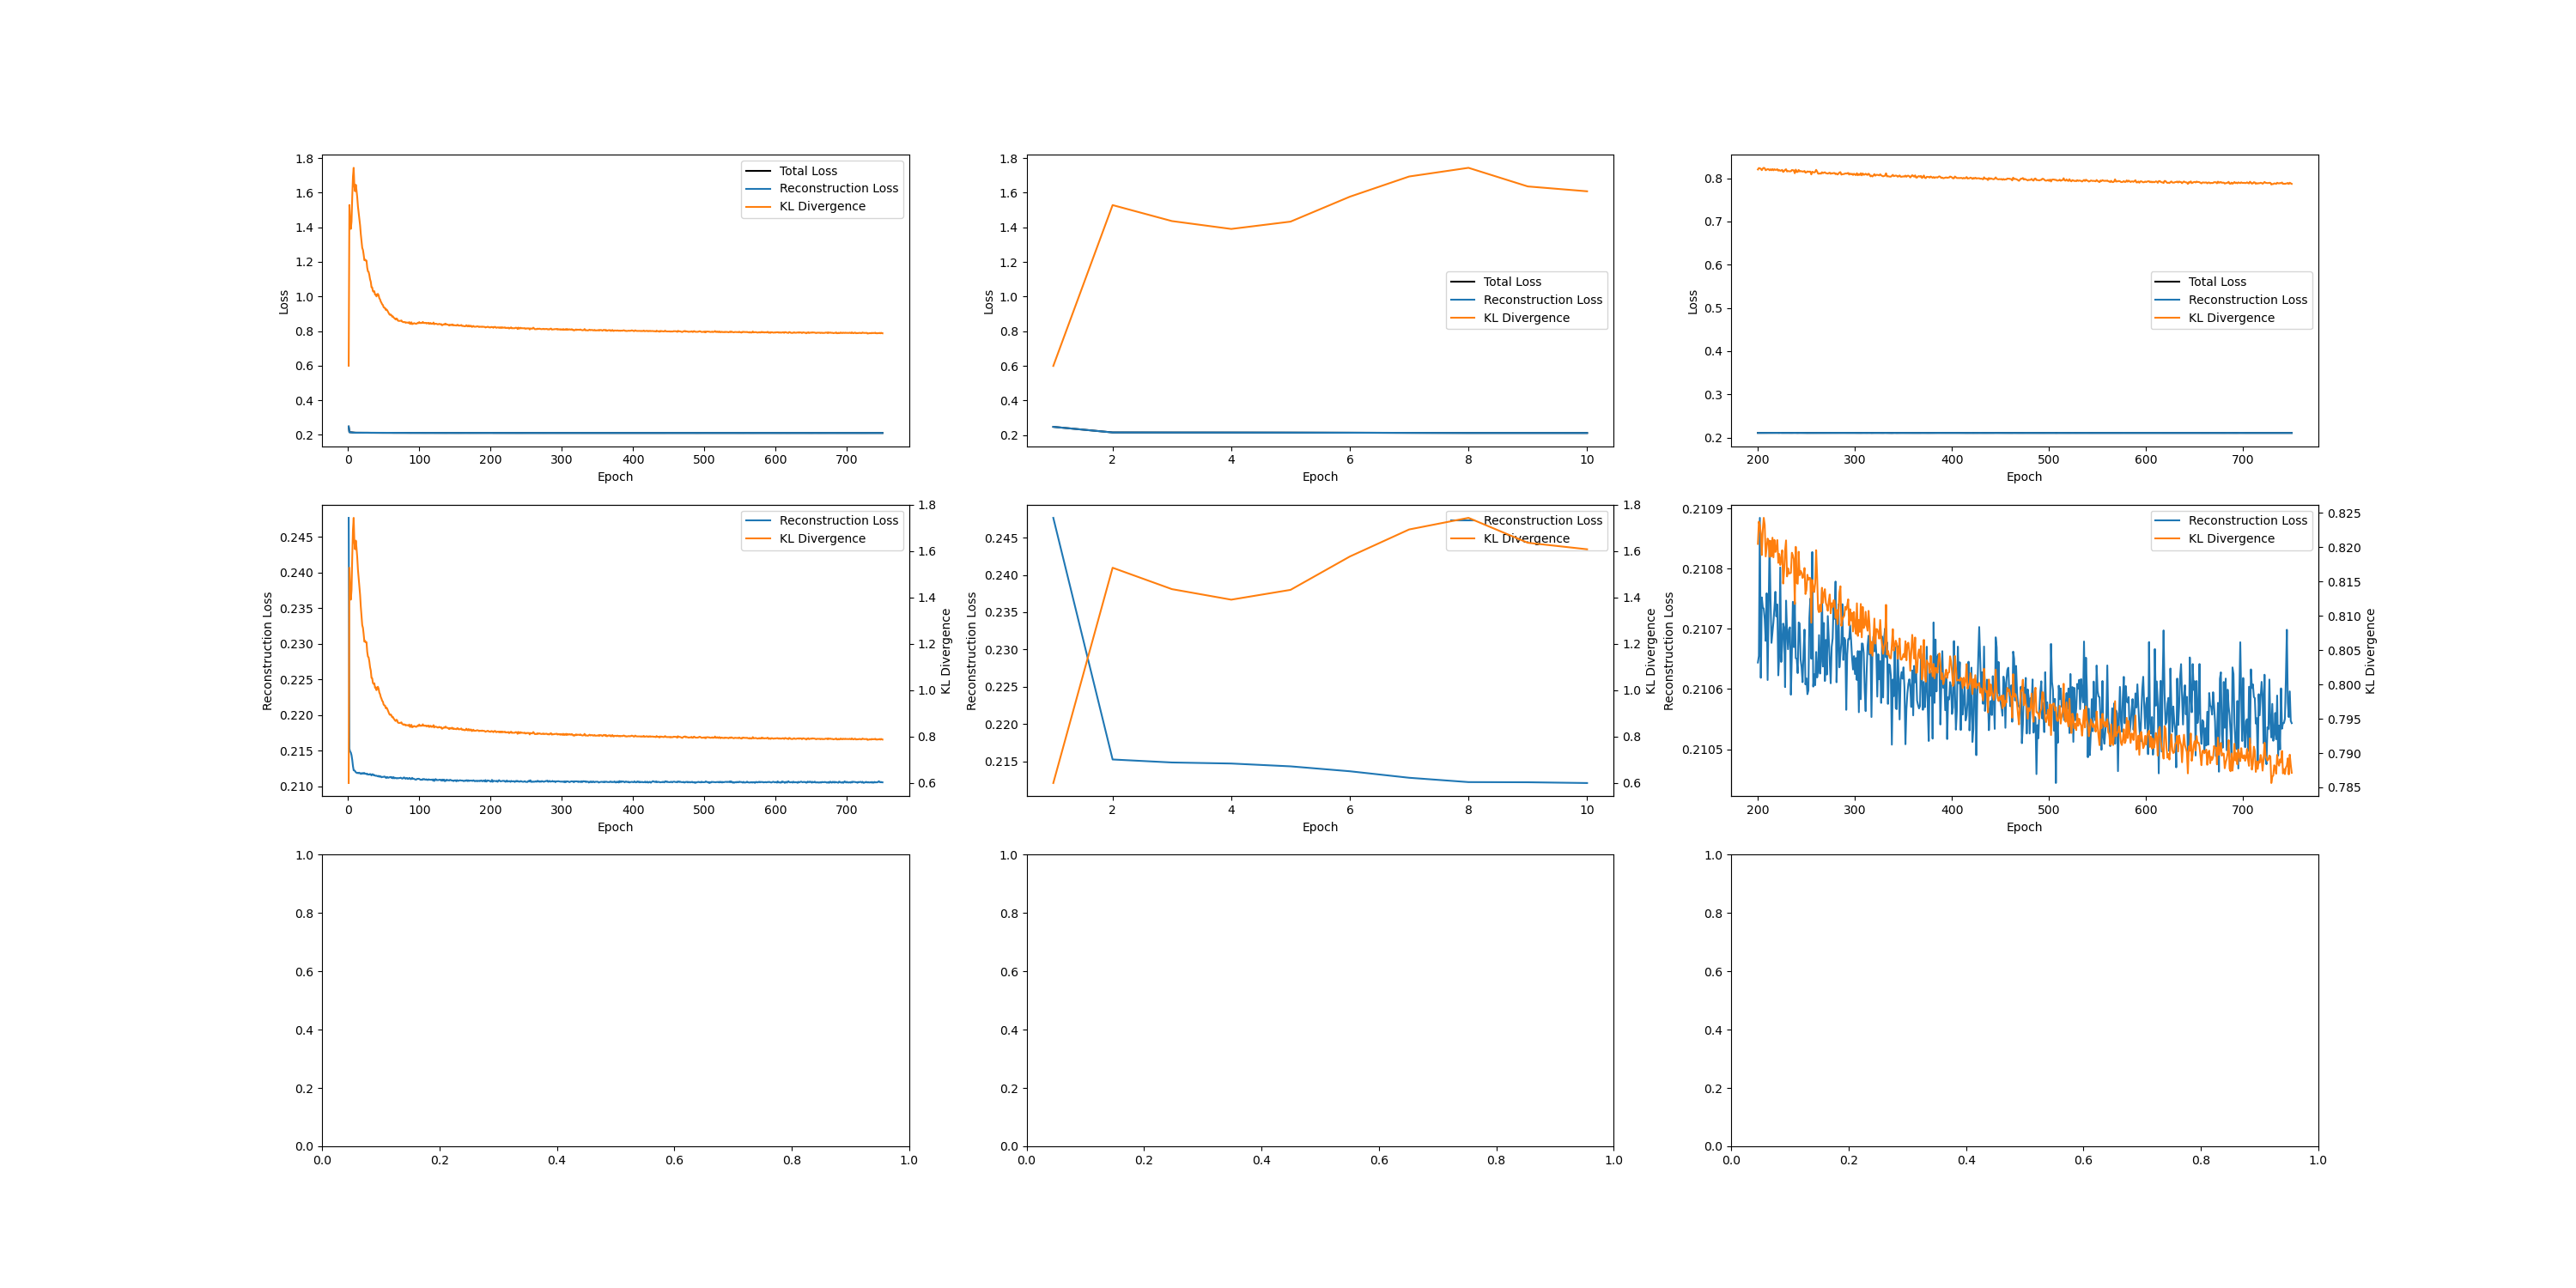 1.8
1.6
1.4
1.2
1.0
0.8
0.6
0.4
0.2
Loss
0 100 200 300 400 500 600 700
Epoch
Total Loss
Reconstruction Loss
KL Divergence
1.8
1.6
1.4
1.2
1.0
0.8
0.6
0.4
0.2
Loss
2 4 6 8 10
Epoch
Total Loss
Reconstruction Loss
KL Divergence
0.8
0.7
0.6
0.5
0.4
0.3
0.2
Loss
200 300 400 500 600 700
Epoch
Total Loss
Reconstruction Loss
KL Divergence
0.245
0.240
0.235
0.230
0.225
0.220
0.215
0.210
Reconstruction Loss
0 100 200 300 400 500 600 700
Epoch
Reconstruction Loss
KL Divergence
1.8
1.6
1.4
1.2
1.0
0.8
0.6
KL Divergence
0.245
0.240
0.235
0.230
0.225
0.220
0.215
Reconstruction Loss
2 4 6 8 10
Epoch
Reconstruction Loss
KL Divergence
1.8
1.6
1.4
1.2
1.0
0.8
0.6
KL Divergence
0.2109
0.2108
0.2107
0.2106
0.2105
Reconstruction Loss
200 300 400 500 600 700
Epoch
Reconstruction Loss
KL Divergence
0.825
0.820
0.815
0.810
0.805
0.800
0.795
0.790
0.785
KL Divergence
1.0
0.8
0.6
0.4
0.2
0.0
0.0 0.2 0.4 0.6 0.8 1.0
1.0
0.8
0.6
0.4
0.2
0.0
0.0 0.2 0.4 0.6 0.8 1.0
1.0
0.8
0.6
0.4
0.2
0.0
0.0 0.2 0.4 0.6 0.8 1.0